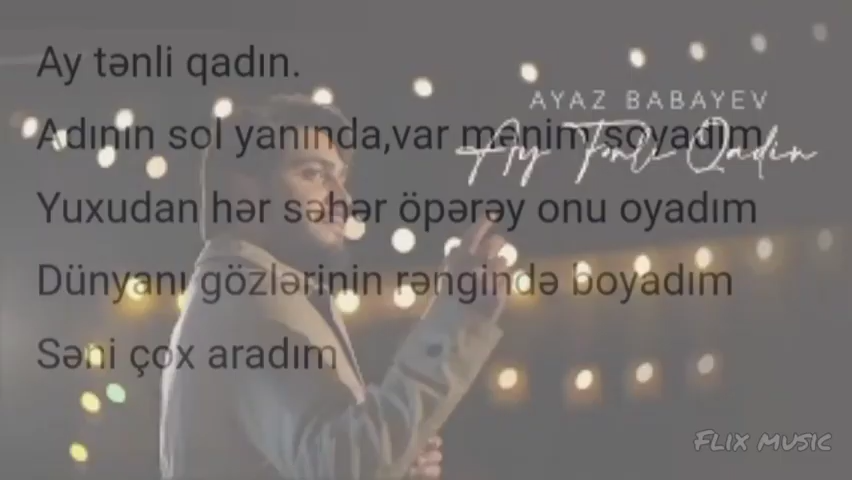 Ay tənli qadın.
AYAZ BABAYEV
Ay Tənli Qadın
Adının sol yanında,var mənim soyadım
Yuxudan hər səhər öpərəy onu oyadım
Dünyanı gözlərinin rəngində boyadım
Səni çox aradım
FLIX MUSIC